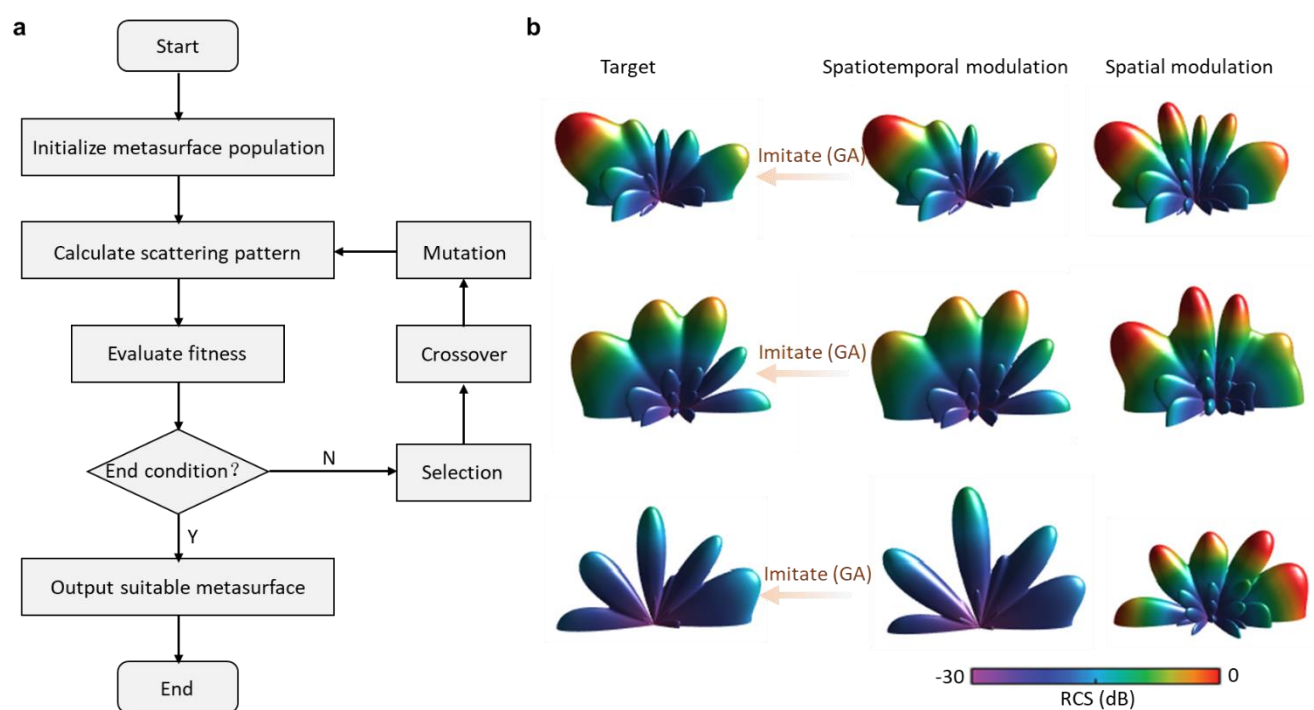 a
Start
Initialize metasurface population
Calculate scattering pattern
Mutation
Evaluate fitness
Crossover
End condition？
N
Selection
Y
Output suitable metasurface
End
b
Target
Spatiotemporal modulation
Spatial modulation
Imitate (GA)
Imitate (GA)
Imitate (GA)
-30
0
RCS (dB)